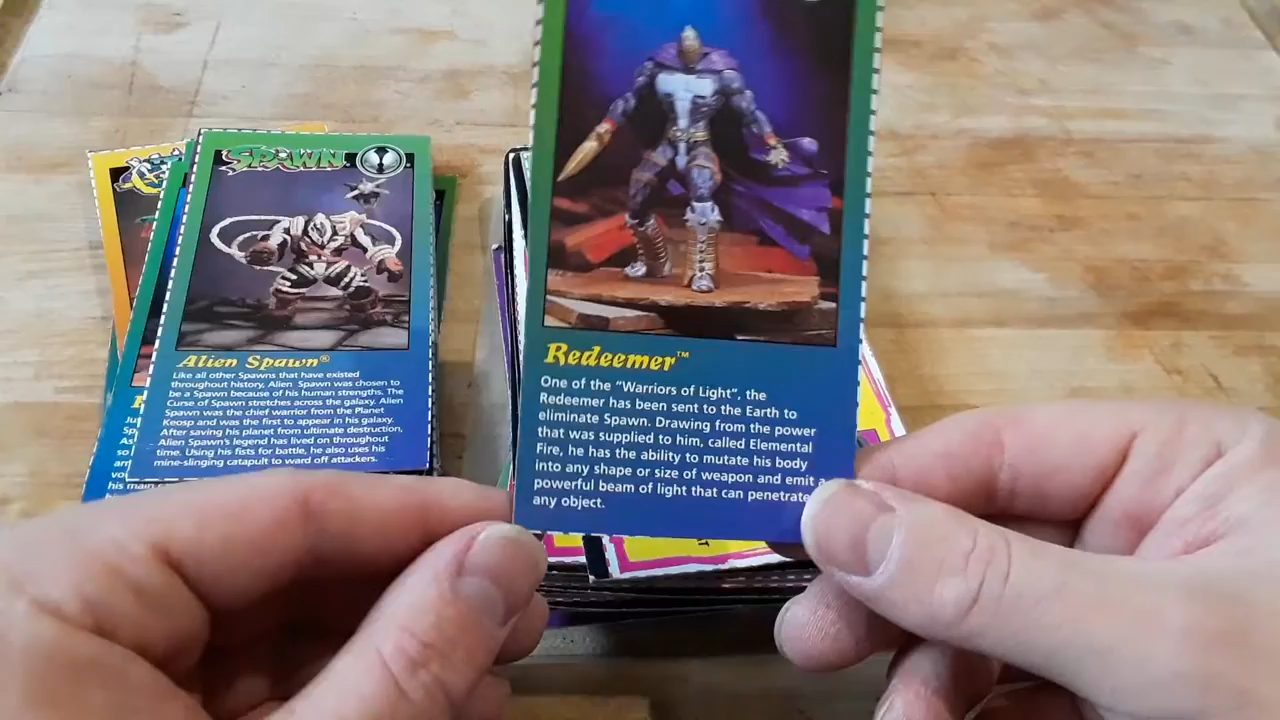 SPAWN
Alien Spawn®
Like all other Spawns that have existed
throughout history, Alien Spawn was chosen to
be a Spawn because of his human strengths. The
Curse of Spawn stretches across the galaxy. Alien
Spawn was the chief warrior from the Planet
Keosp and was the first to appear in his galaxy.
After saving his planet from ultimate destruction,
Alien Spawn's legend has lived on throughout
time. Using his fists for battle, he also uses his
mine-slinging catapult to ward off attackers.
his main
Redeemer™
One of the "Warriors of Light", the
Redeemer has been sent to the Earth to
eliminate Spawn. Drawing from the power
that was supplied to him, called Elemental
Fire, he has the ability to mutate his body
into any shape or size of weapon and emit a
powerful beam of light that can penetrate
any object.